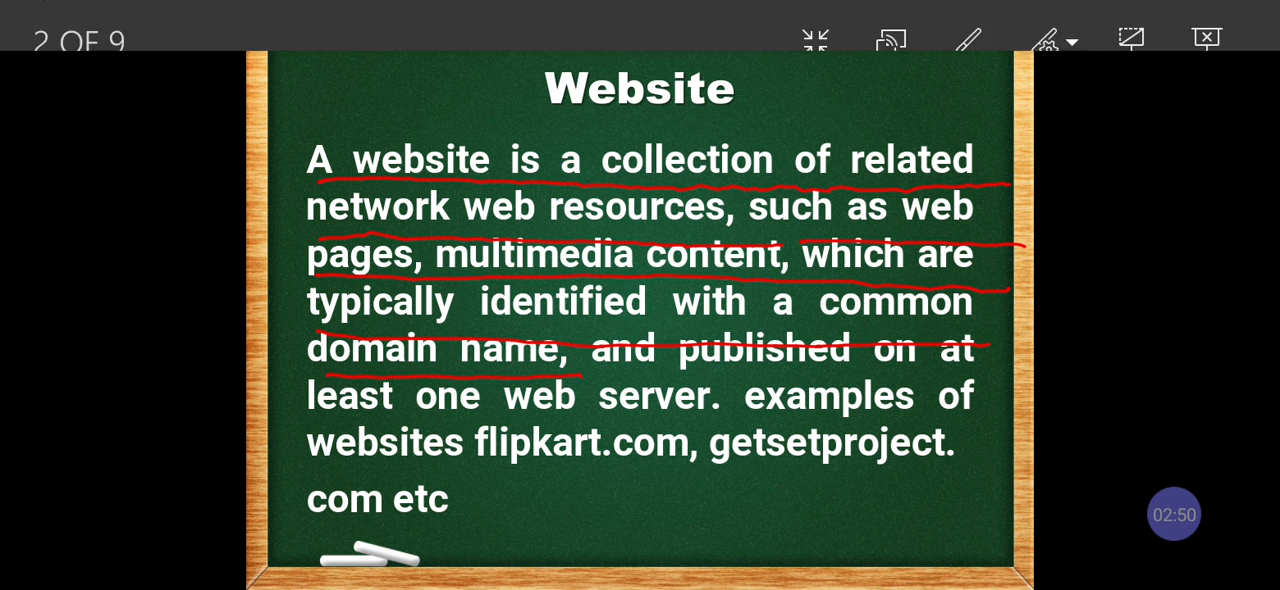 2 OF 9
Website
A website is a collection of related
network web resources, such as web
pages, multimedia content, which are
typically identified with a common
domain name, and published on at
least one web server. examples of
websites flipkart.com, getsetproject.
com etc
02:50